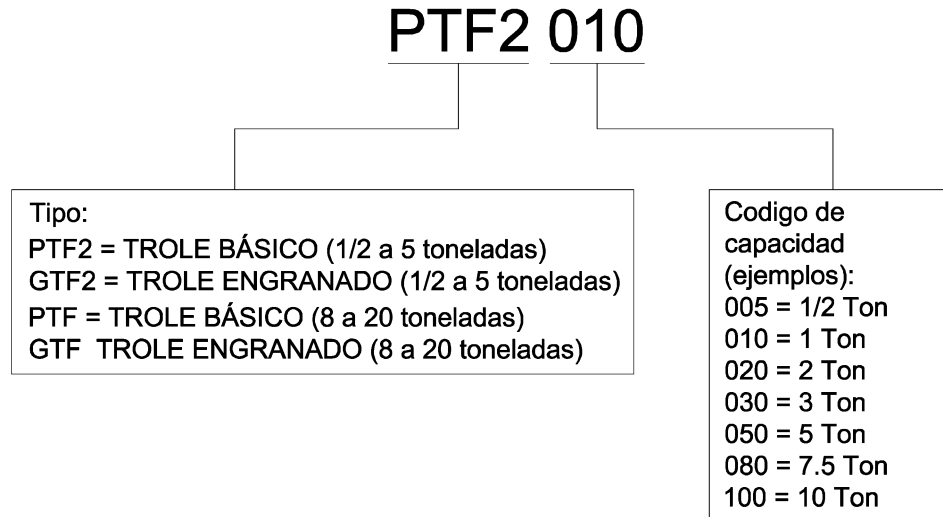 PTF2 010
Tipo:
PTF2 = TROLE BÁSICO (1/2 a 5 toneladas)
GTF2 = TROLE ENGRANADO (1/2 a 5 toneladas)
PTF = TROLE BÁSICO (8 a 20 toneladas)
GTF TROLE ENGRANADO (8 a 20 toneladas)
Codigo de
capacidad
(ejemplos):
005 = 1/2 Ton
010 = 1 Ton
020 = 2 Ton
030 = 3 Ton
050 = 5 Ton
080 = 7.5 Ton
100 = 10 Ton